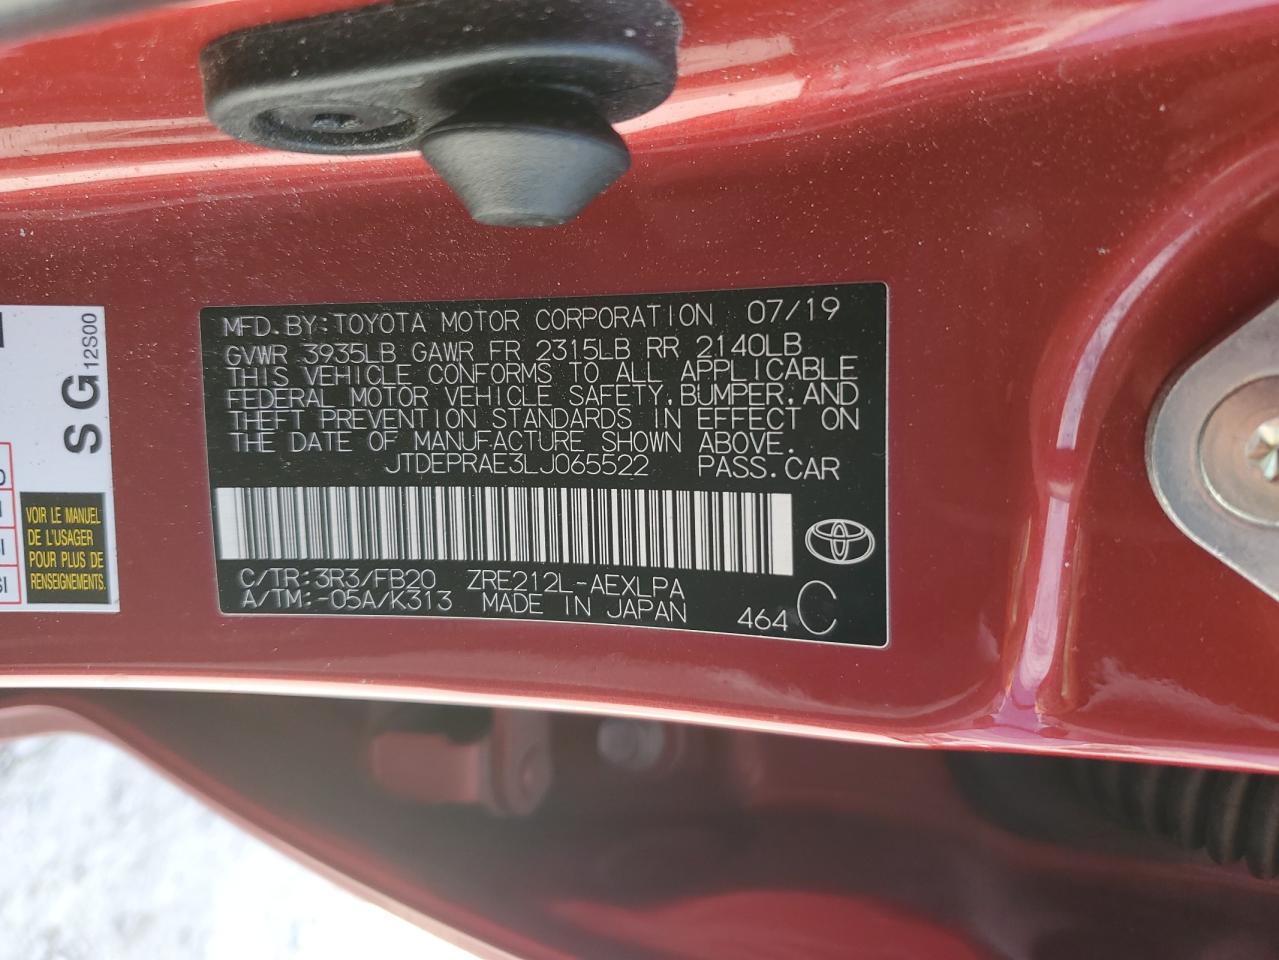 MFD. BY: TOYOTA MOTOR CORPORATION 07/19
GVWR 3935LB GAWR FR 2315LB RR 2140LB
THIS VEHICLE CONFORMS TO ALL APPLICABLE
FEDERAL MOTOR VEHICLE SAFETY, BUMPER, AND
THEFT PREVENTION STANDARDS IN EFFECT ON
THE DATE OF MANUFACTURE SHOWN ABOVE.
JTDEPRAE3LJ065522 PASS. CAR
C/TR: 3R3/FB20 ZRE212L-AEXLPA
A/TM: -05A/K313 MADE IN JAPAN 464 C
SG
12S00
VOIR LE MANUEL
DE L'USAGER
POUR PLUS DE
RENSEIGNEMENTS